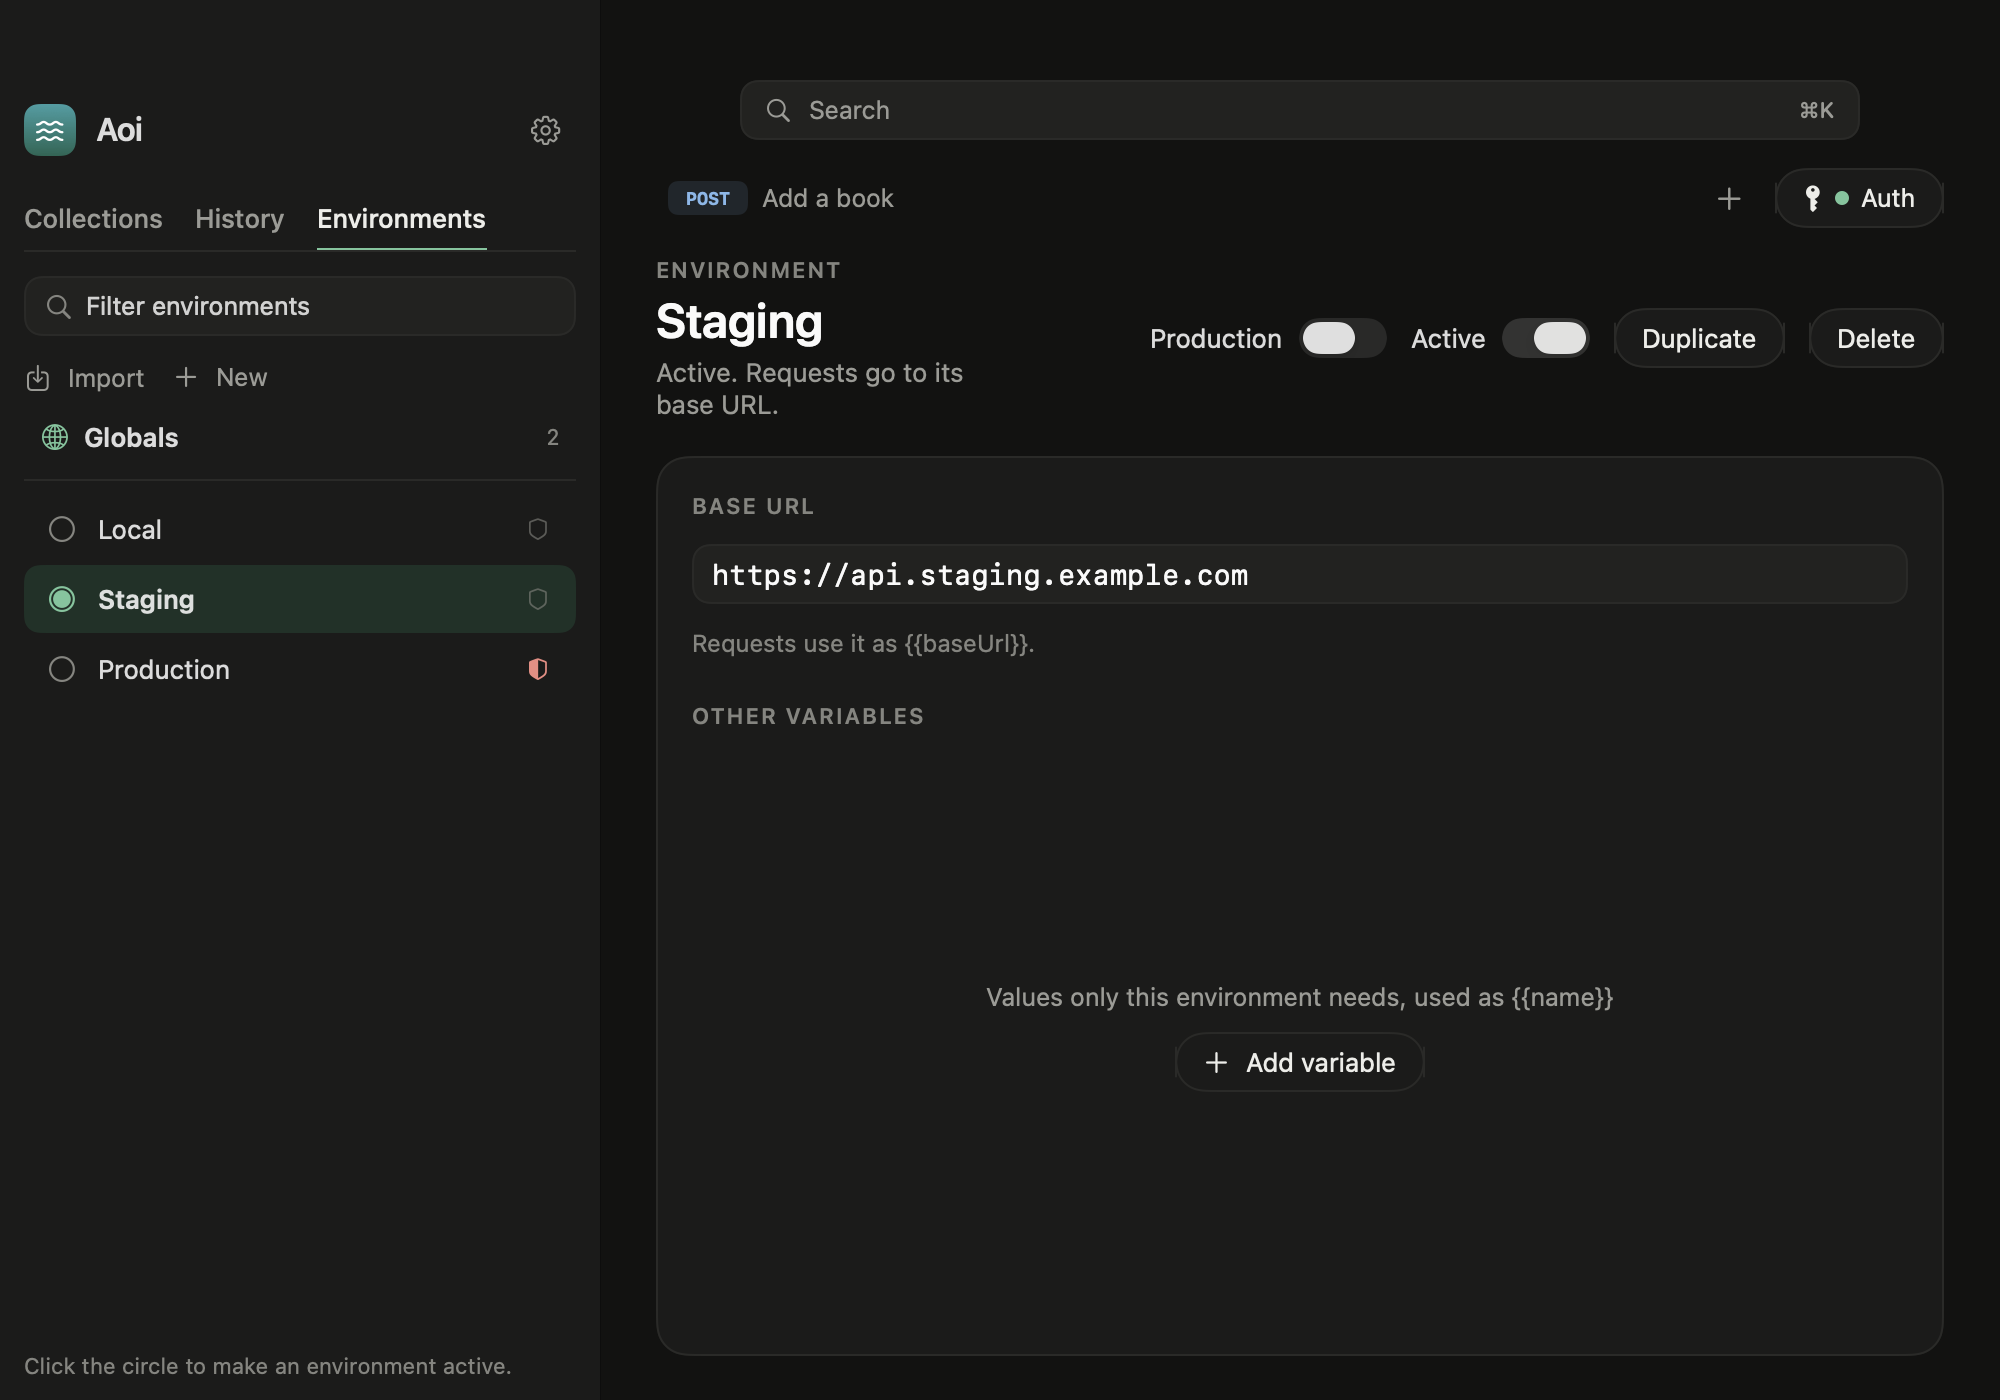 Aoi
Collections History Environments
Filter environments
Import New
Globals 2
Local
Staging
Production
Click the circle to make an environment active.
Search ⌘K
POST Add a book
Auth
ENVIRONMENT
Staging
Active. Requests go to its
base URL.
Production Active Duplicate Delete
BASE URL
https://api.staging.example.com
Requests use it as {{baseUrl}}.
OTHER VARIABLES
Values only this environment needs, used as {{name}}
Add variable